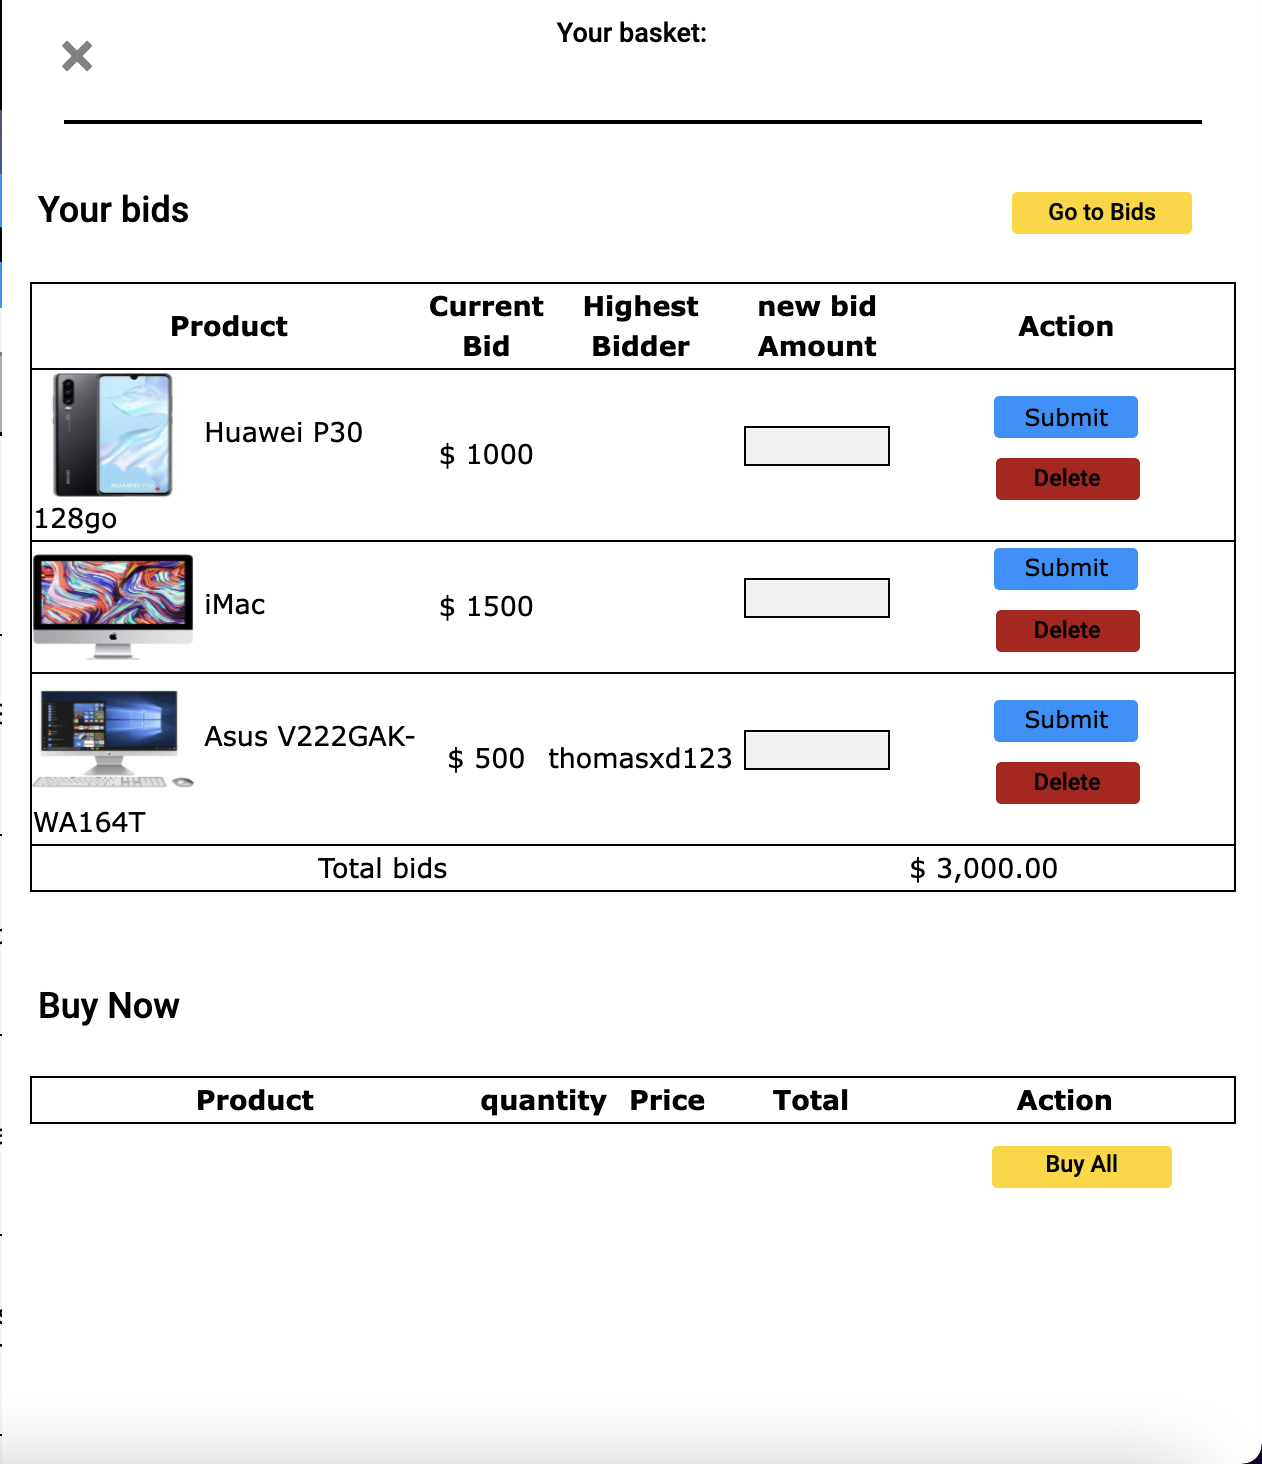 Your basket:
Your bids
Go to Bids
Product Current Bid Highest Bidder new bid Amount Action
Huawei P30 128go $ 1000 Submit Delete
iMac $ 1500 Submit Delete
Asus V222GAK-WA164T $ 500 thomasxd123 Submit Delete
Total bids $ 3,000.00
Buy Now
Product quantity Price Total Action
Buy All